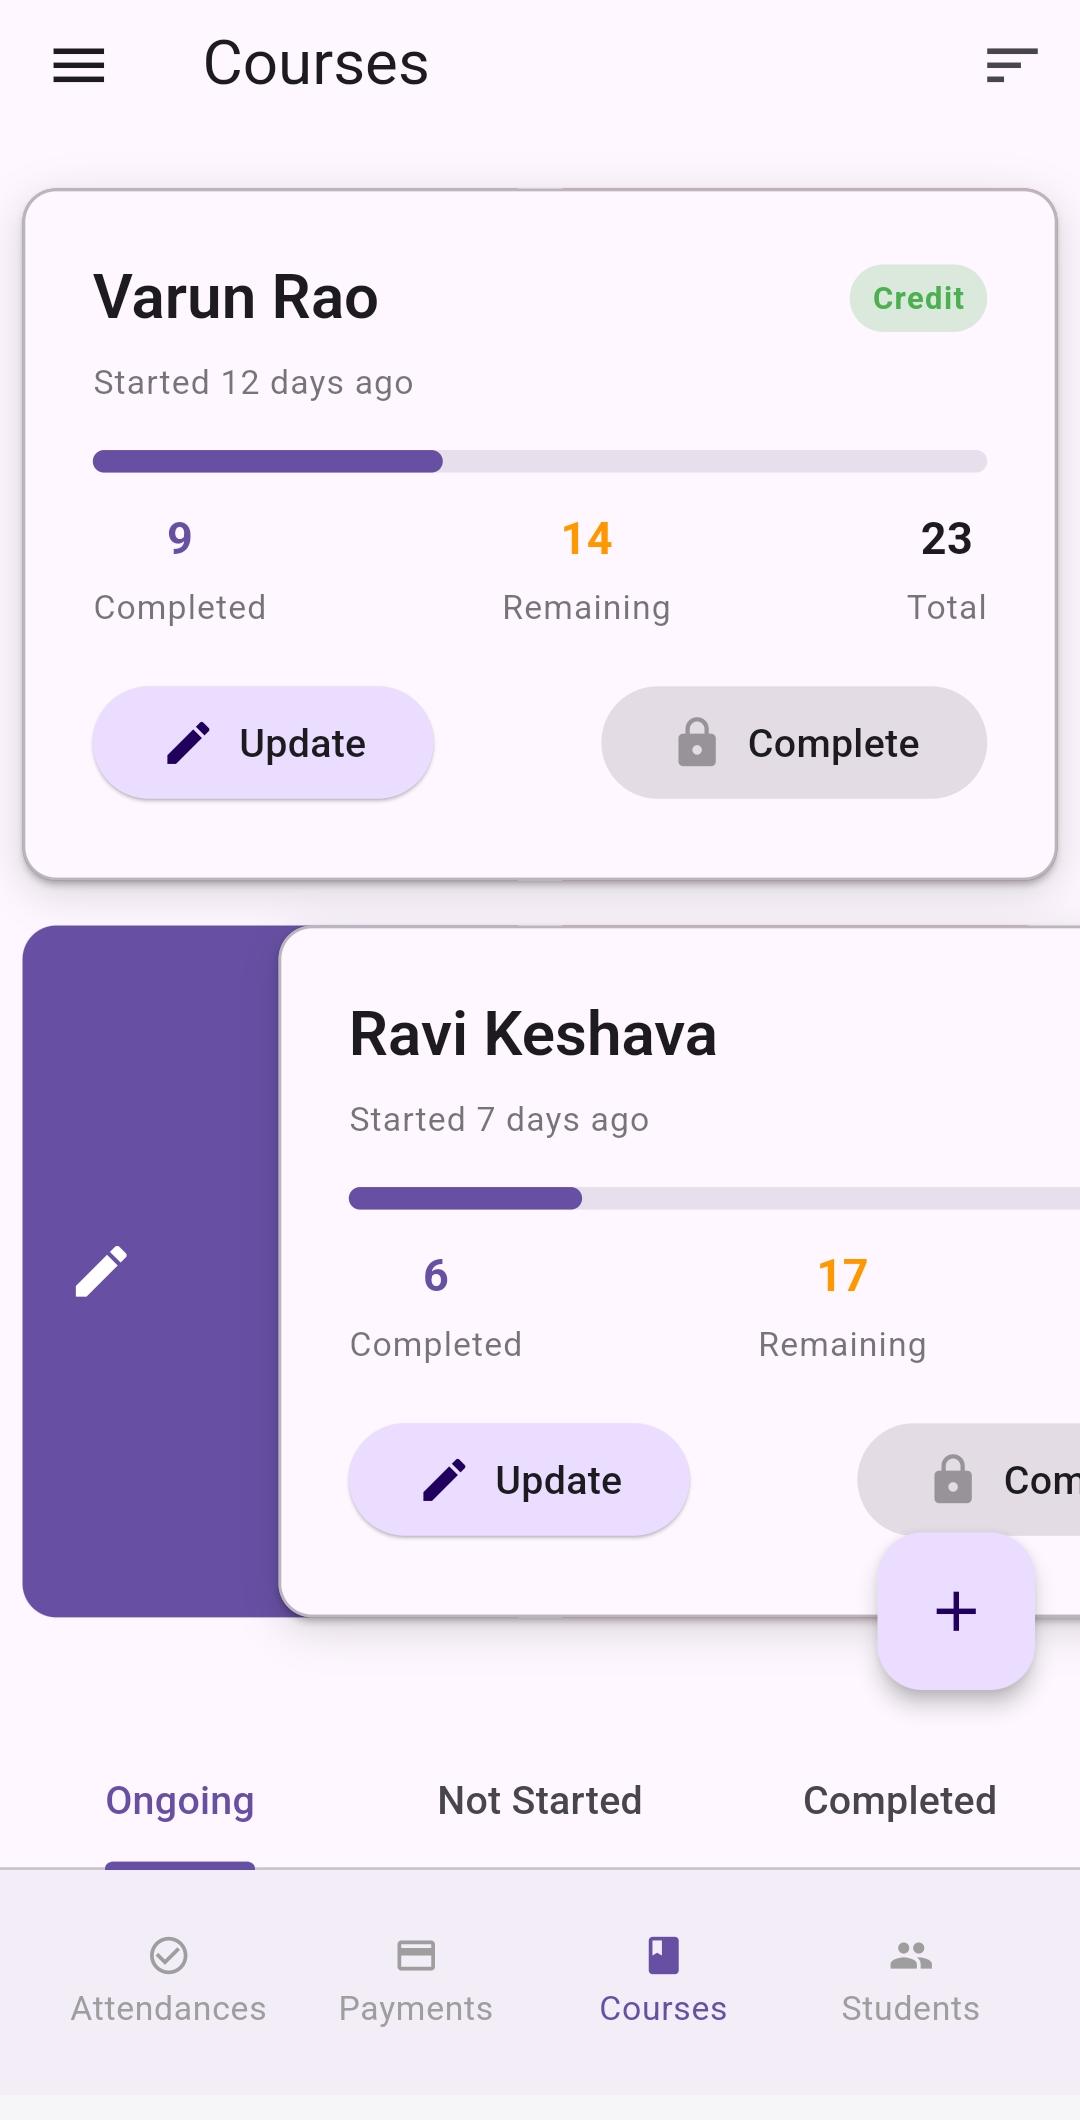 Courses
Varun Rao
Credit
Started 12 days ago
9 14 23
Completed Remaining Total
Update Complete
Ravi Keshava
Started 7 days ago
6 17
Completed Remaining
Update Com
Ongoing Not Started Completed
Attendances Payments Courses Students